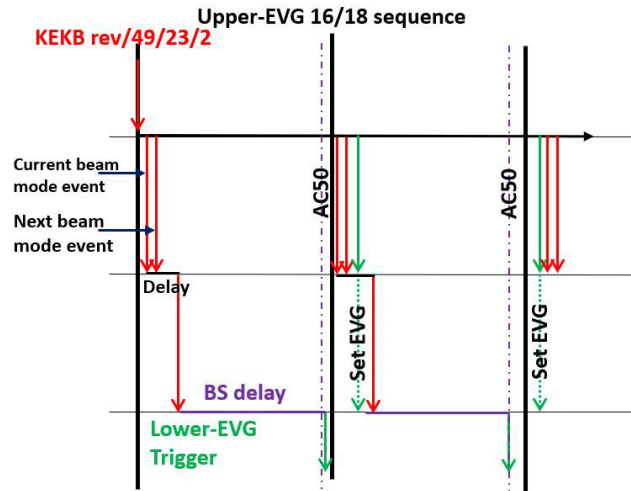 Upper-EVG 16/18 sequence
KEKB rev/49/23/2
Current beam
mode event
Next beam
mode event
AC50
AC50
Delay
Set EVG
Set EVG
BS delay
Lower-EVG
Trigger